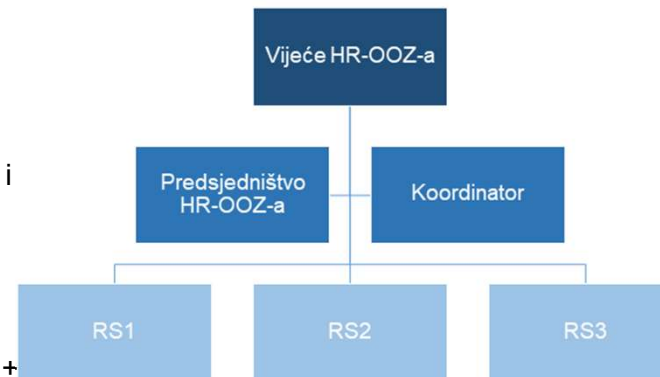 Vijeće HR-OOZ-a
i
Predsjedništvo
HR-OOZ-a
Koordinator
RS1
RS2
RS3
+